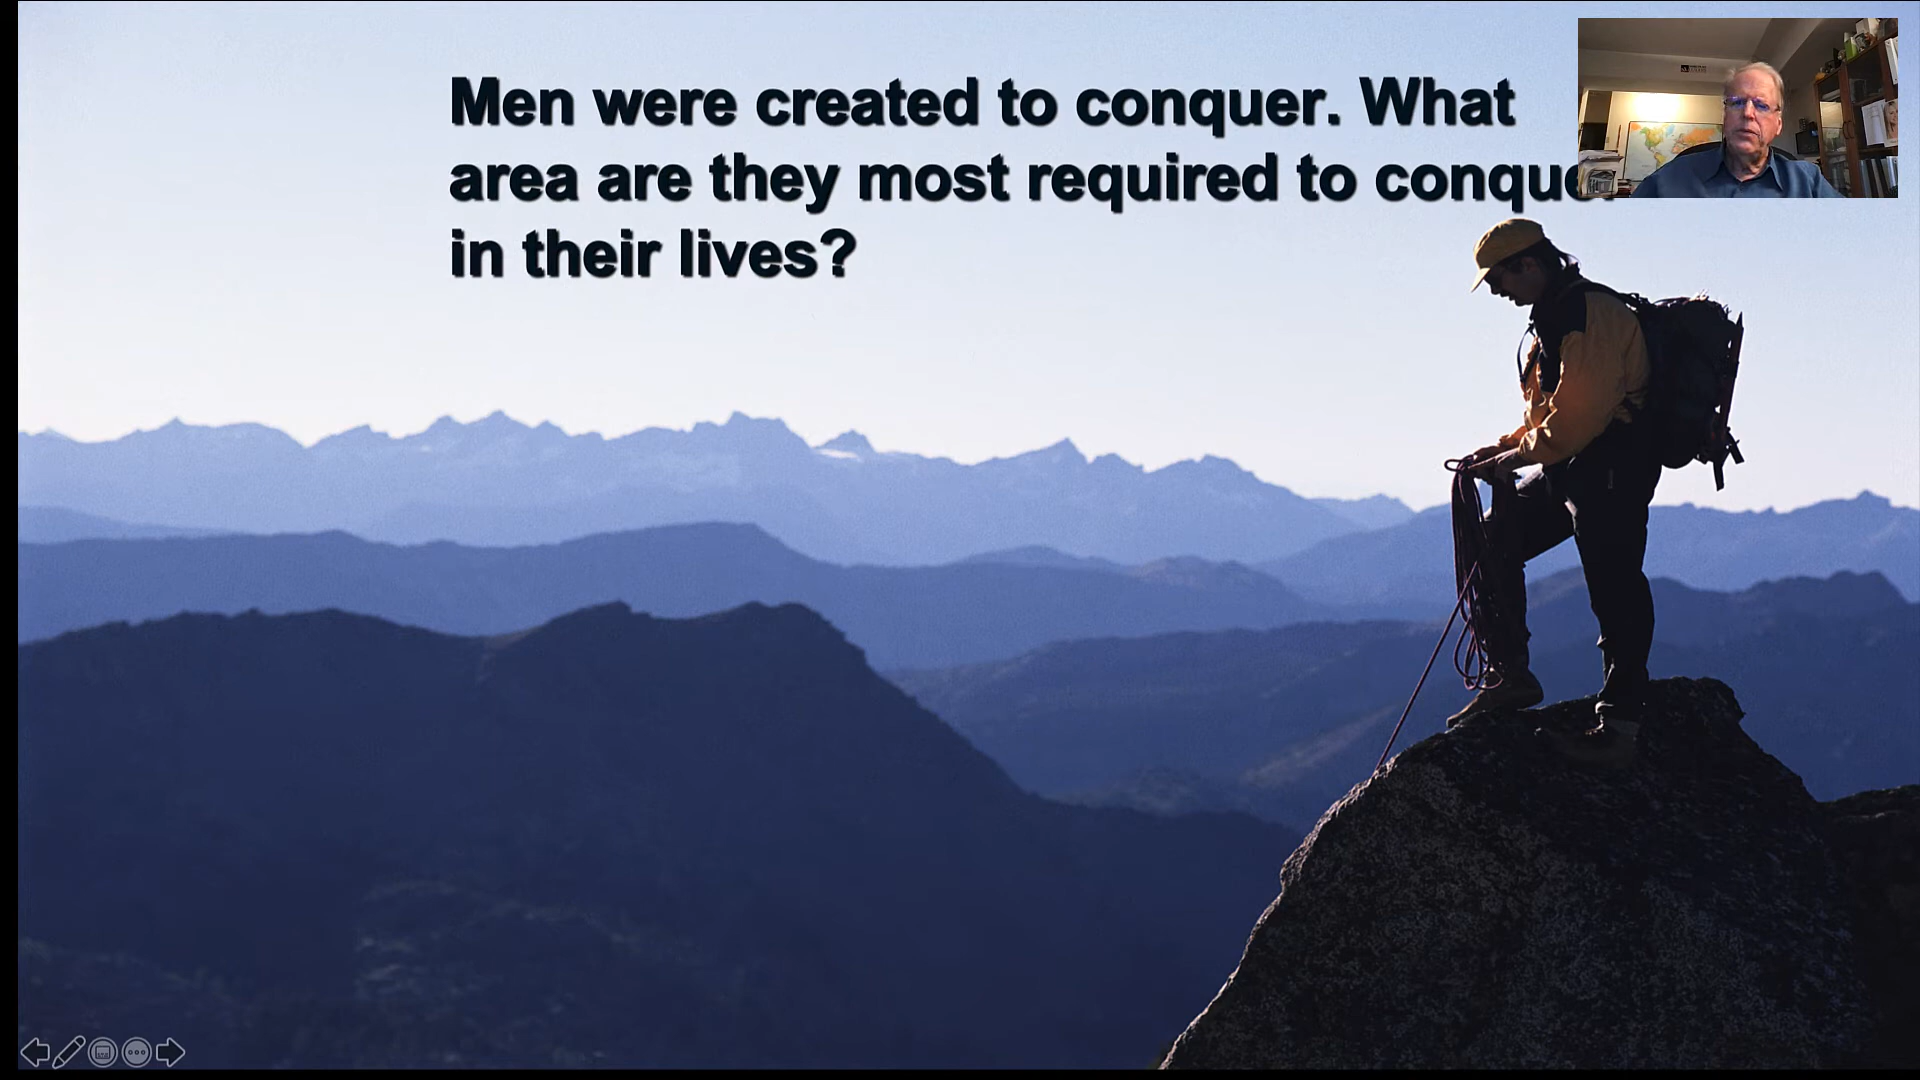 Men were created to conquer. What
area are they most required to conque
in their lives?